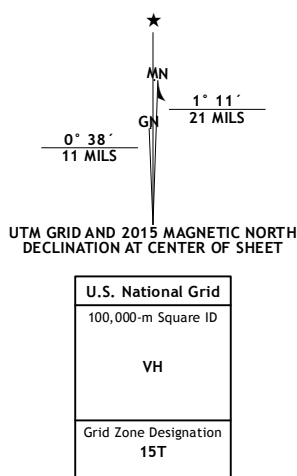 MN
1° 11´
21 MILS
GN
0° 38´
11 MILS
UTM GRID AND 2015 MAGNETIC NORTH
DECLINATION AT CENTER OF SHEET
U.S. National Grid
100,000-m Square ID
VH
Grid Zone Designation
15T